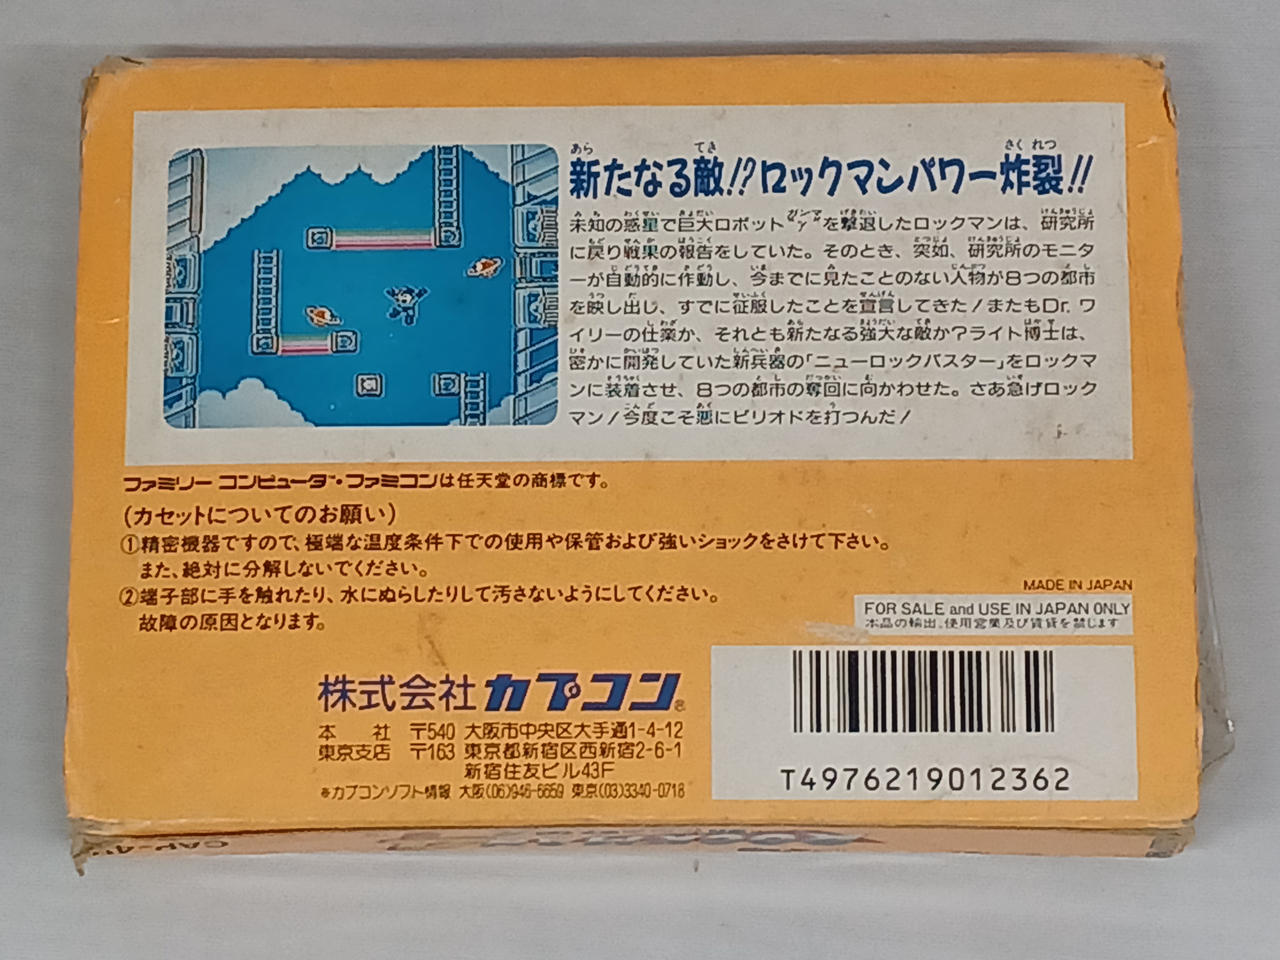 新たなる敵!?ロックマンパワー炸裂!!
未知の惑星で巨大ロボット"ガンマ"を撃退したロックマンは、研究所
に戻り戦果の報告をしていた。そのとき、突如、研究所のモニタ
ーが自動的に作動し、今までに見たことのない人物が8つの都市
を映し出し、すでに征服したことを宣言してきた！またもDr. ワ
イリーの仕業か、それとも新たなる強大な敵か？ライト博士は、
密かに開発していた新兵器の「ニューロックバスター」をロックマ
ンに装着させ、8つの都市の奪回に向かわせた。さあ急げロック
マン！今度こそ悪にピリオドを打つんだ！
ファミリーコンピュータ™・ファミコンは任天堂の商標です。
(カセットについてのお願い)
①精密機器ですので、極端な温度条件下での使用や保管および強いショックをさけて下さい。
また、絶対に分解しないでください。
②端子部に手を触れたり、水にぬらしたりして汚さないようにしてください。
故障の原因となります。
MADE IN JAPAN
FOR SALE and USE IN JAPAN ONLY
本品の輸出、使用営業及び賃貸を禁じます
株式会社 カプコン®
本 社 〒540 大阪市中央区大手通1-4-12
東京支店 〒163 東京都新宿区西新宿2-6-1
新宿住友ビル43F
※カプコンソフト情報 大阪(06)946-6659 東京(03)3340-0718
T4976219012362